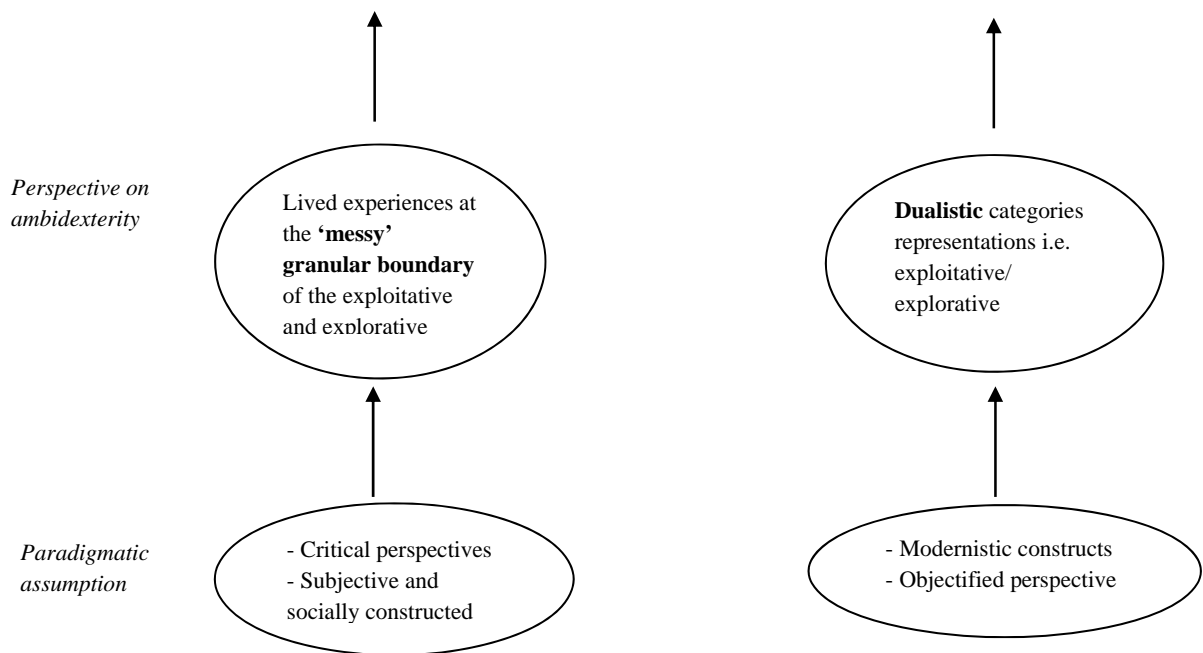 Perspective on
ambidexterity
Lived experiences at
the ‘messy’
granular boundary
of the exploitative
and explorative
Dualistic categories
representations i.e.
exploitative/
explorative
Paradigmatic
assumption
- Critical perspectives
- Subjective and
socially constructed
- Modernistic constructs
- Objectified perspective